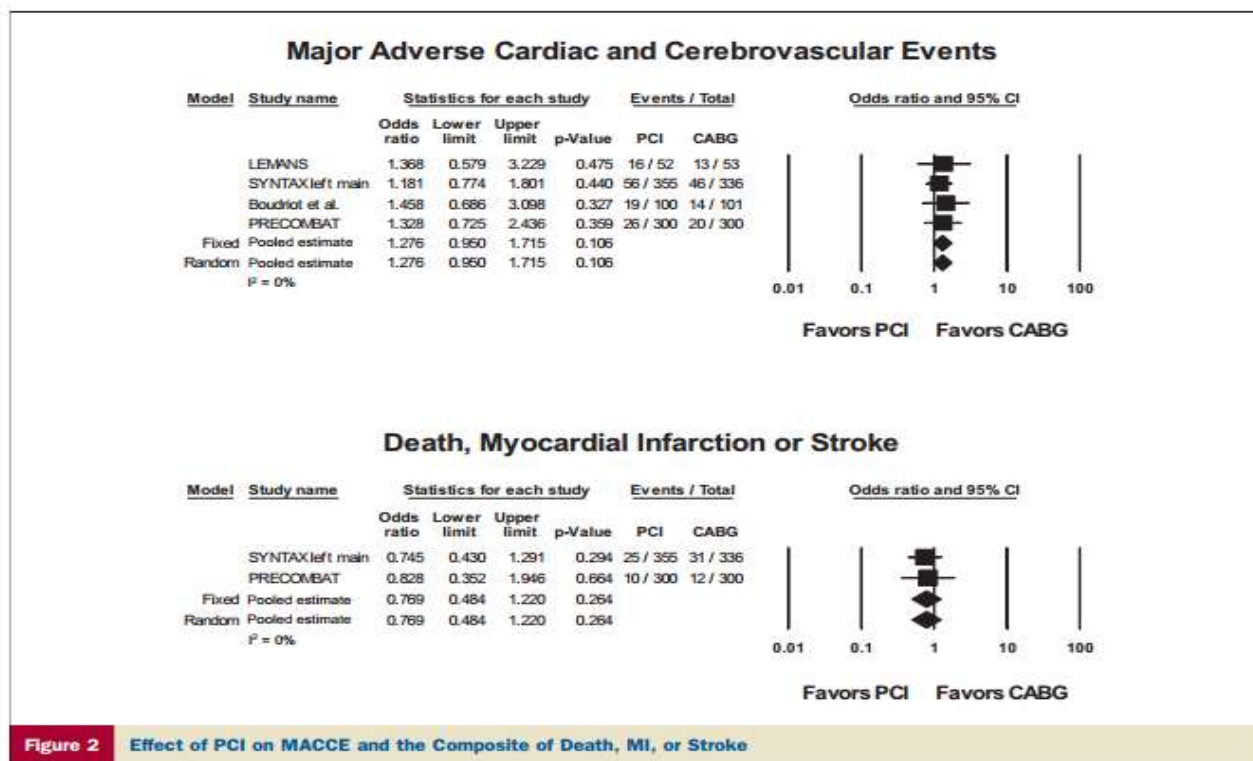 Major Adverse Cardiac and Cerebrovascular Events
Model Study name Statistics for each study Events / Total Odds ratio and 95% CI
Odds ratio Lower limit Upper limit p-Value PCI CABG
LEMANS 1.368 0.579 3.229 0.475 16 / 52 13 / 53
SYNTAX left main 1.181 0.774 1.801 0.440 56 / 355 46 / 336
Boudriot et al. 1.458 0.686 3.098 0.327 19 / 100 14 / 101
PRECOMBAT 1.328 0.725 2.436 0.359 26 / 300 20 / 300
Fixed Pooled estimate 1.276 0.950 1.715 0.106
Random Pooled estimate 1.276 0.950 1.715 0.106
I² = 0%
0.01 0.1 1 10 100
Favors PCI Favors CABG
Death, Myocardial Infarction or Stroke
Model Study name Statistics for each study Events / Total Odds ratio and 95% CI
Odds ratio Lower limit Upper limit p-Value PCI CABG
SYNTAX left main 0.745 0.430 1.291 0.294 25 / 355 31 / 336
PRECOMBAT 0.828 0.352 1.946 0.664 10 / 300 12 / 300
Fixed Pooled estimate 0.769 0.484 1.220 0.264
Random Pooled estimate 0.769 0.484 1.220 0.264
I² = 0%
0.01 0.1 1 10 100
Favors PCI Favors CABG
Figure 2 Effect of PCI on MACCE and the Composite of Death, MI, or Stroke